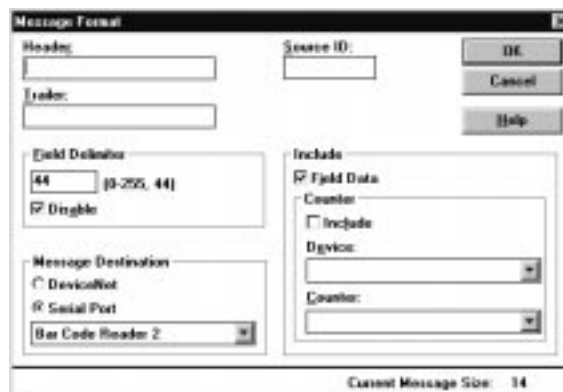 Message Format
Header:
Source ID:
OK
Cancel
Trailer:
Help
Field Delimiter
44 (0-255, 44)
Disable
Include
Field Data
Counter
Include
Device:
Message Destination
DeviceNet
Serial Port
Bar Code Reader 2
Counter:
Current Message Size: 14